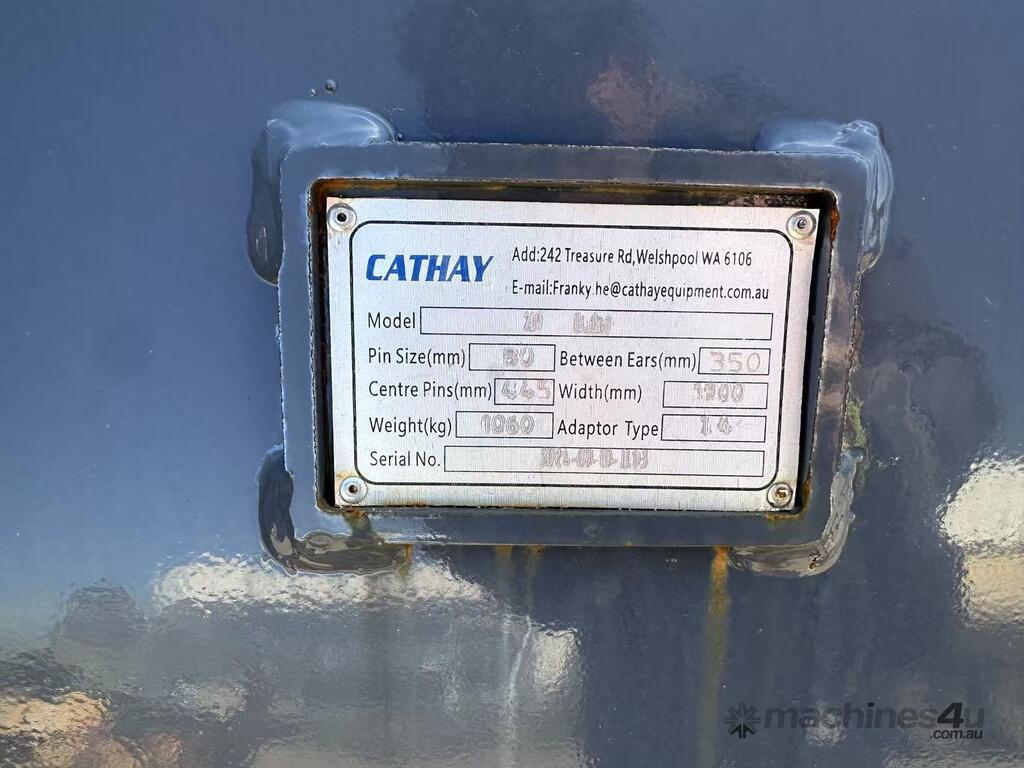 CATHAY
Add:242 Treasure Rd,Welshpool WA 6106
E-mail:Franky.he@cathayequipment.com.au
Model
Pin Size(mm) 80 Between Ears(mm) 350
Centre Pins(mm) 445 Width(mm) 1900
Weight(kg) 1060 Adaptor Type 1.4
Serial No.
machines4u
.com.au